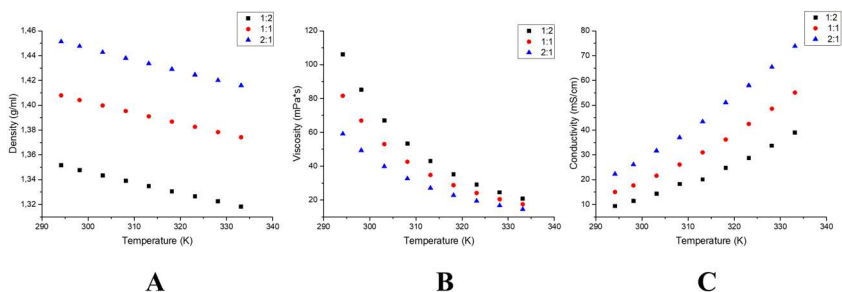 1:2
1:1
2:1
1,46
1,44
1,42
1,40
1,38
1,36
1,34
1,32
Density (g/ml)
290 300 310 320 330 340
Temperature (K)
A
1:2
1:1
2:1
120
100
80
60
40
20
Viscosity (mPa*s)
290 300 310 320 330 340
Temperature (K)
B
1:2
1:1
2:1
80
70
60
50
40
30
20
10
0
Conductivity (mS/cm)
290 300 310 320 330 340
Temperature (K)
C